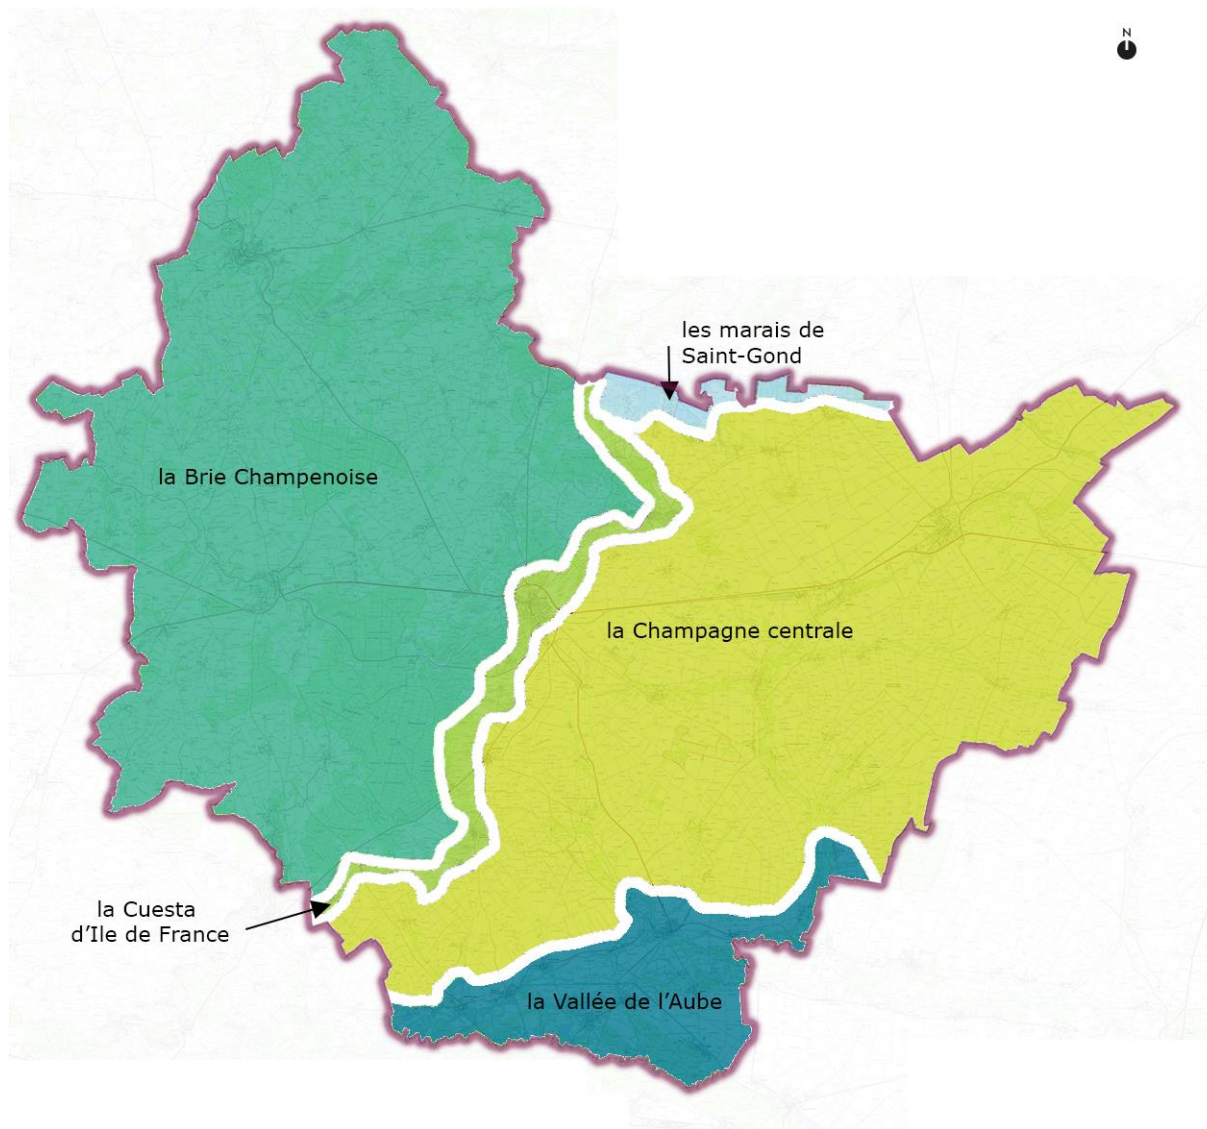 N
les marais de
Saint-Gond
la Brie Champenoise
la Champagne centrale
la Cuesta
d'Ile de France
la Vallée de l'Aube